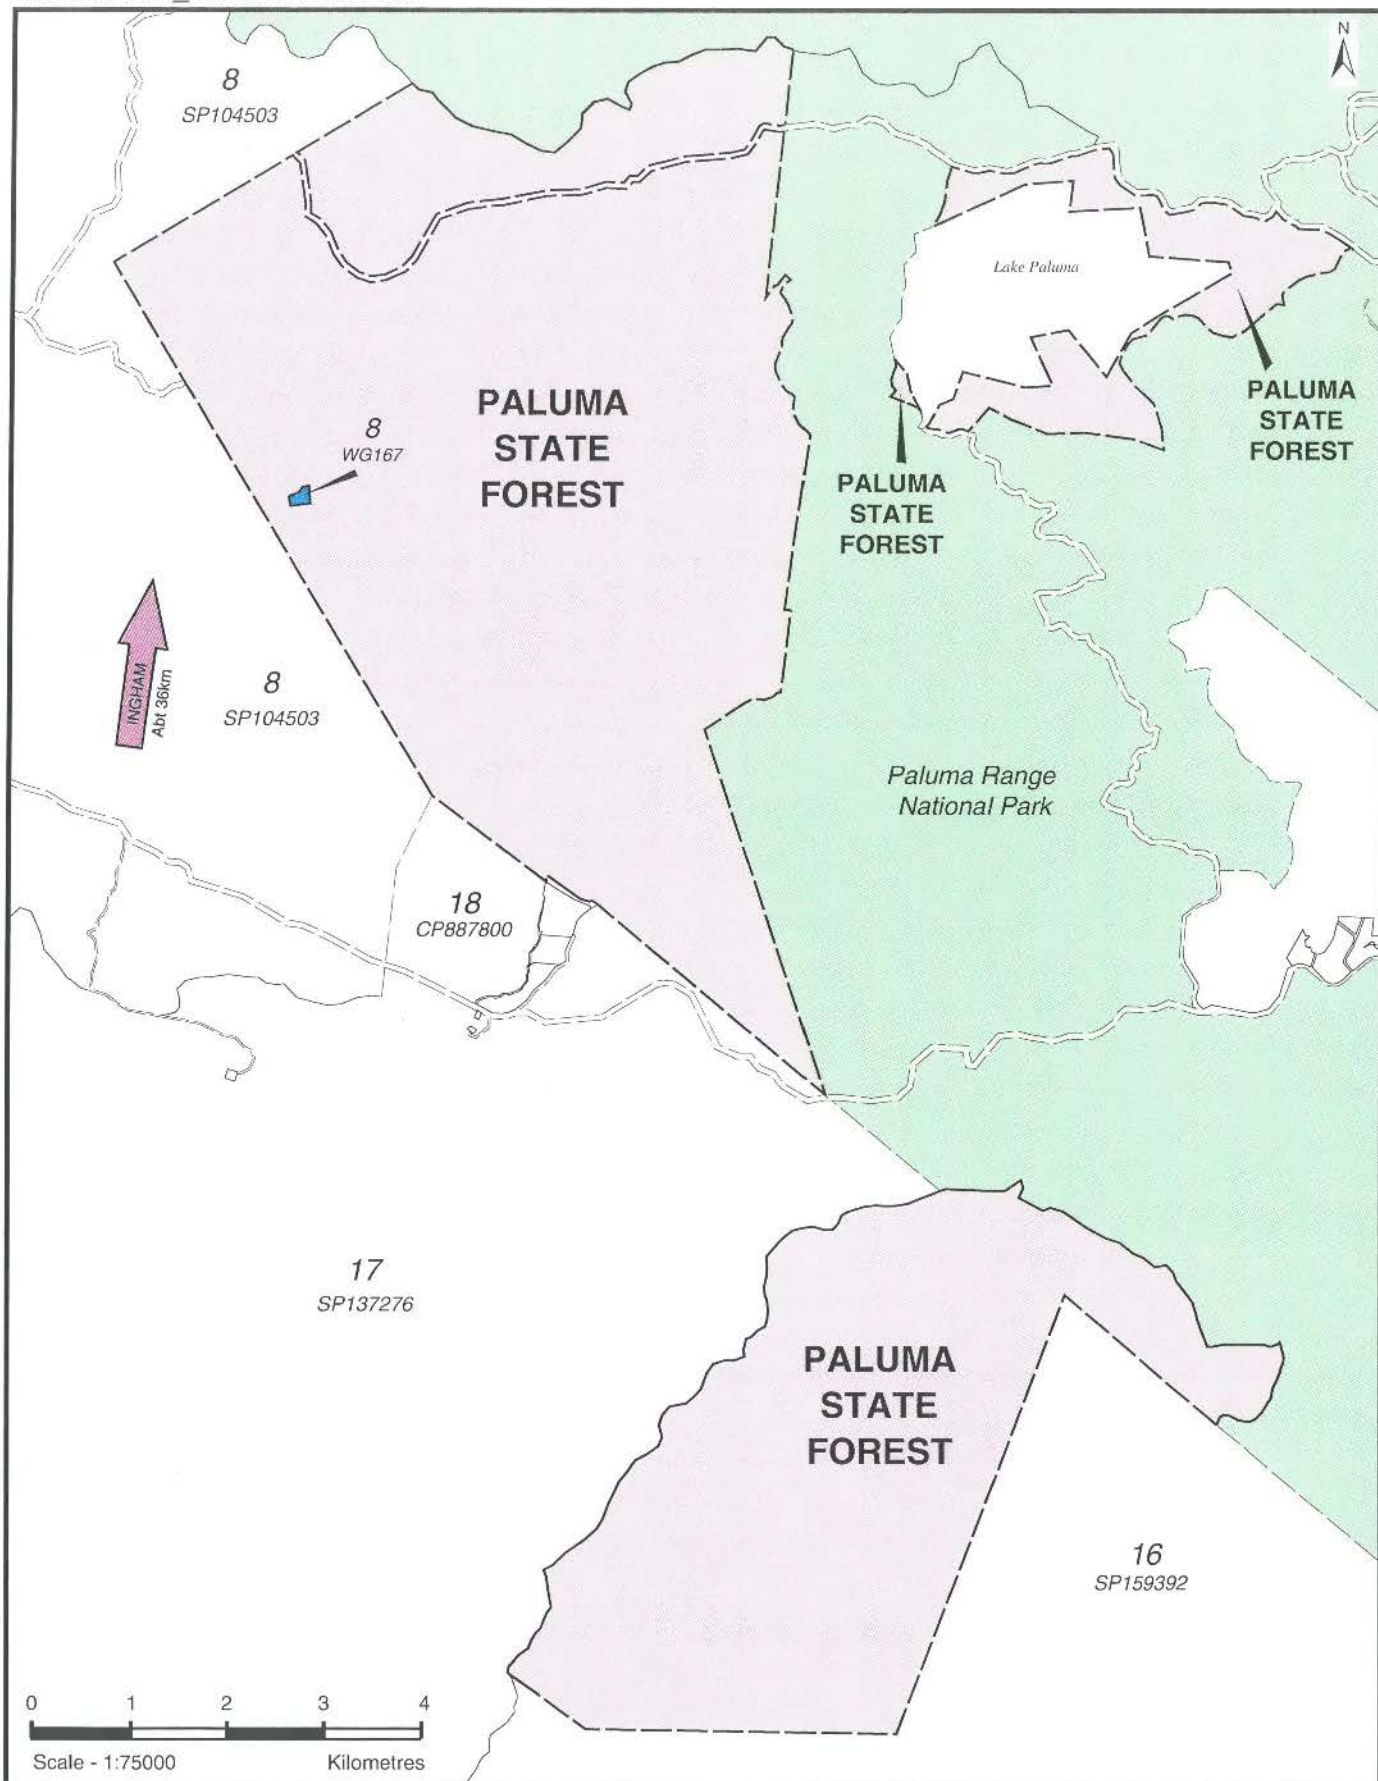 N
8
SP104503
Lake Paluma
PALUMA
STATE
FOREST
PALUMA
STATE
FOREST
8
WG167
PALUMA
STATE
FOREST
INGHAM
Abt 36km
8
SP104503
Paluma Range
National Park
18
CP887800
17
SP137276
PALUMA
STATE
FOREST
16
SP159392
0 1 2 3 4
Scale - 1:75000 Kilometres